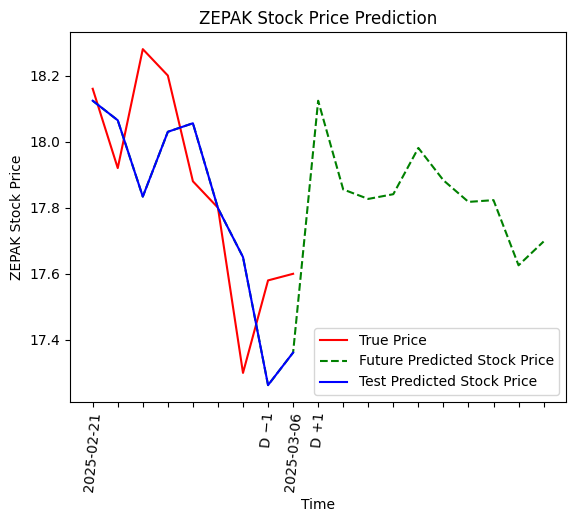 ZEPAK Stock Price Prediction
ZEPAK Stock Price
18.2
18.0
17.8
17.6
17.4
True Price
Future Predicted Stock Price
Test Predicted Stock Price
2025-02-21
D −1
2025-03-06
D +1
Time